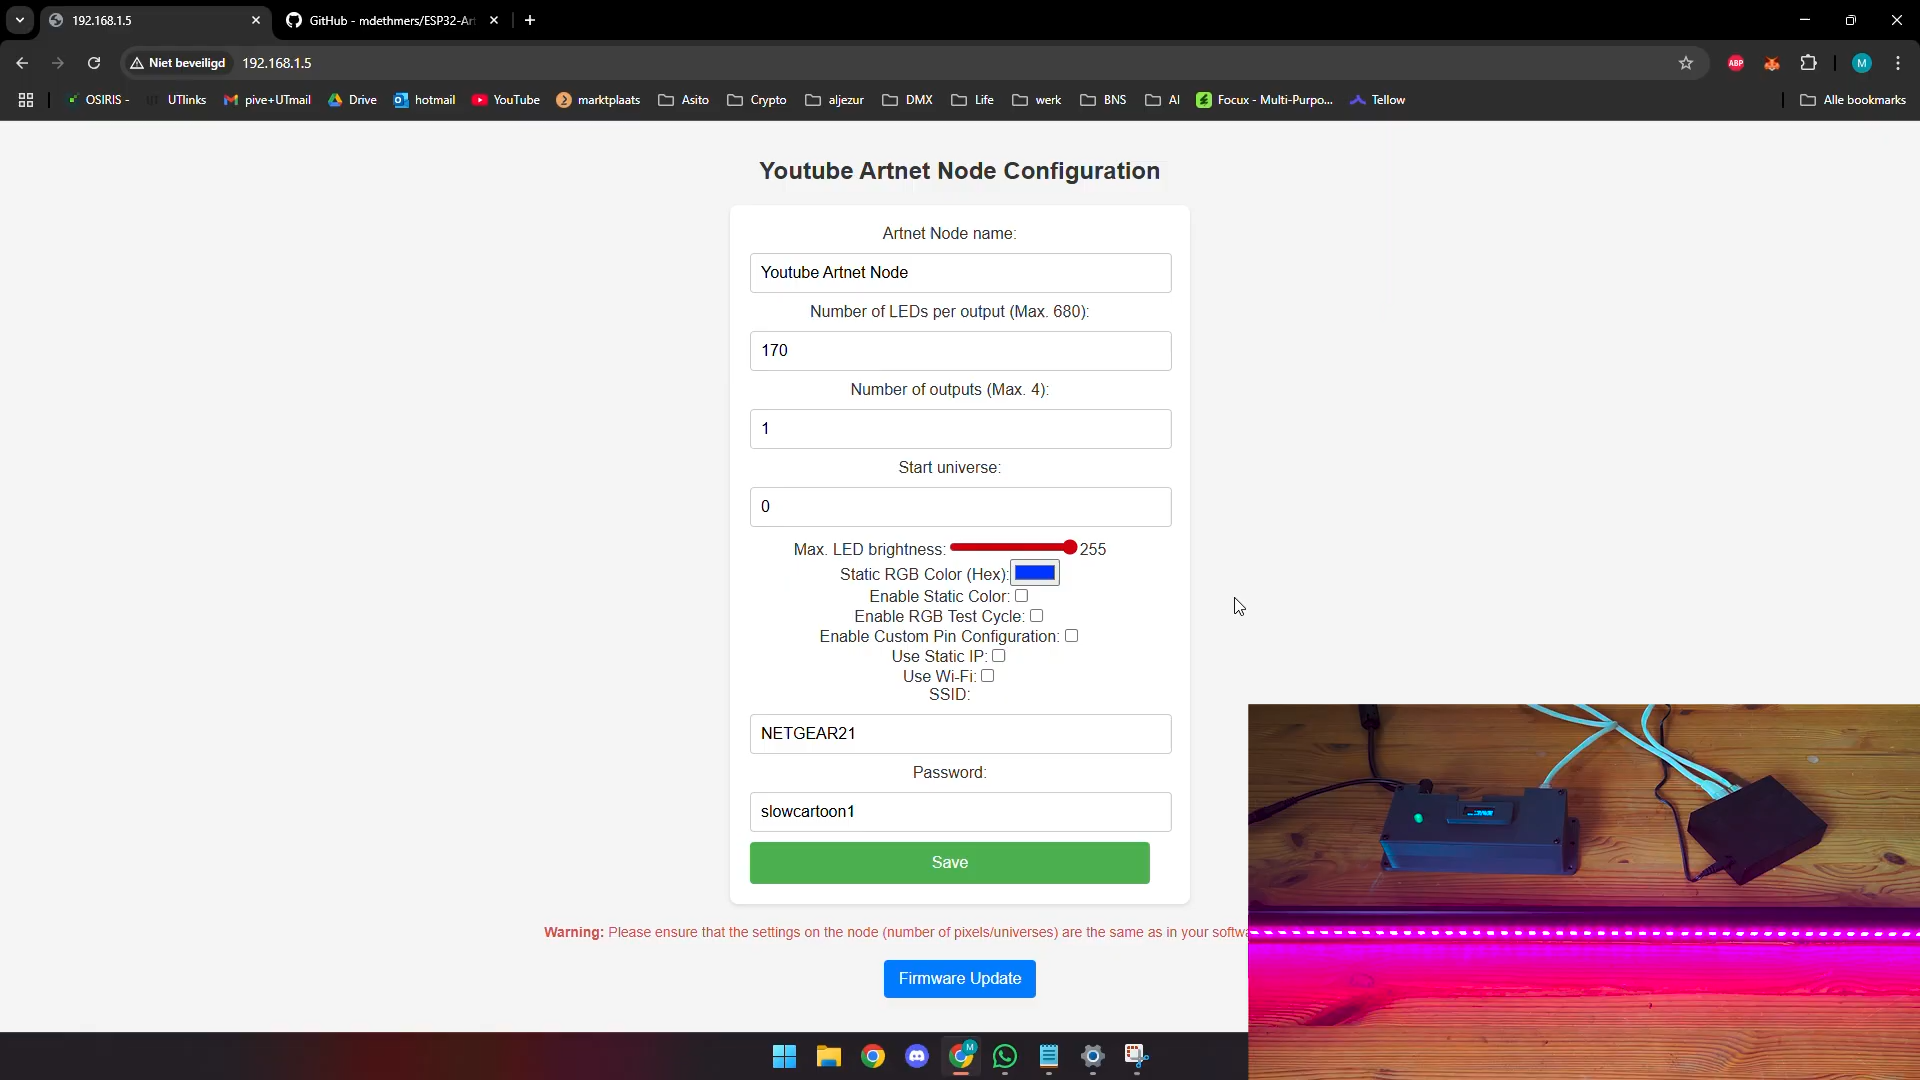 192.168.1.5
GitHub - mdethmers/ESP32-Ar
Niet beveiligd
192.168.1.5
ABP
M
OSIRIS -
UTlinks
pive+UTmail
Drive
hotmail
YouTube
marktplaats
Asito
Crypto
aljezur
DMX
Life
werk
BNS
AI
Focux - Multi-Purpo...
Tellow
Alle bookmarks
Youtube Artnet Node Configuration
Artnet Node name:
Youtube Artnet Node
Number of LEDs per output (Max. 680):
170
Number of outputs (Max. 4):
1
Start universe:
0
Max. LED brightness: 255
Static RGB Color (Hex):
Enable Static Color:
Enable RGB Test Cycle:
Enable Custom Pin Configuration:
Use Static IP:
Use Wi-Fi:
SSID:
NETGEAR21
Password:
slowcartoon1
Save
Warning: Please ensure that the settings on the node (number of pixels/universes) are the same as in your softwa
Firmware Update
M